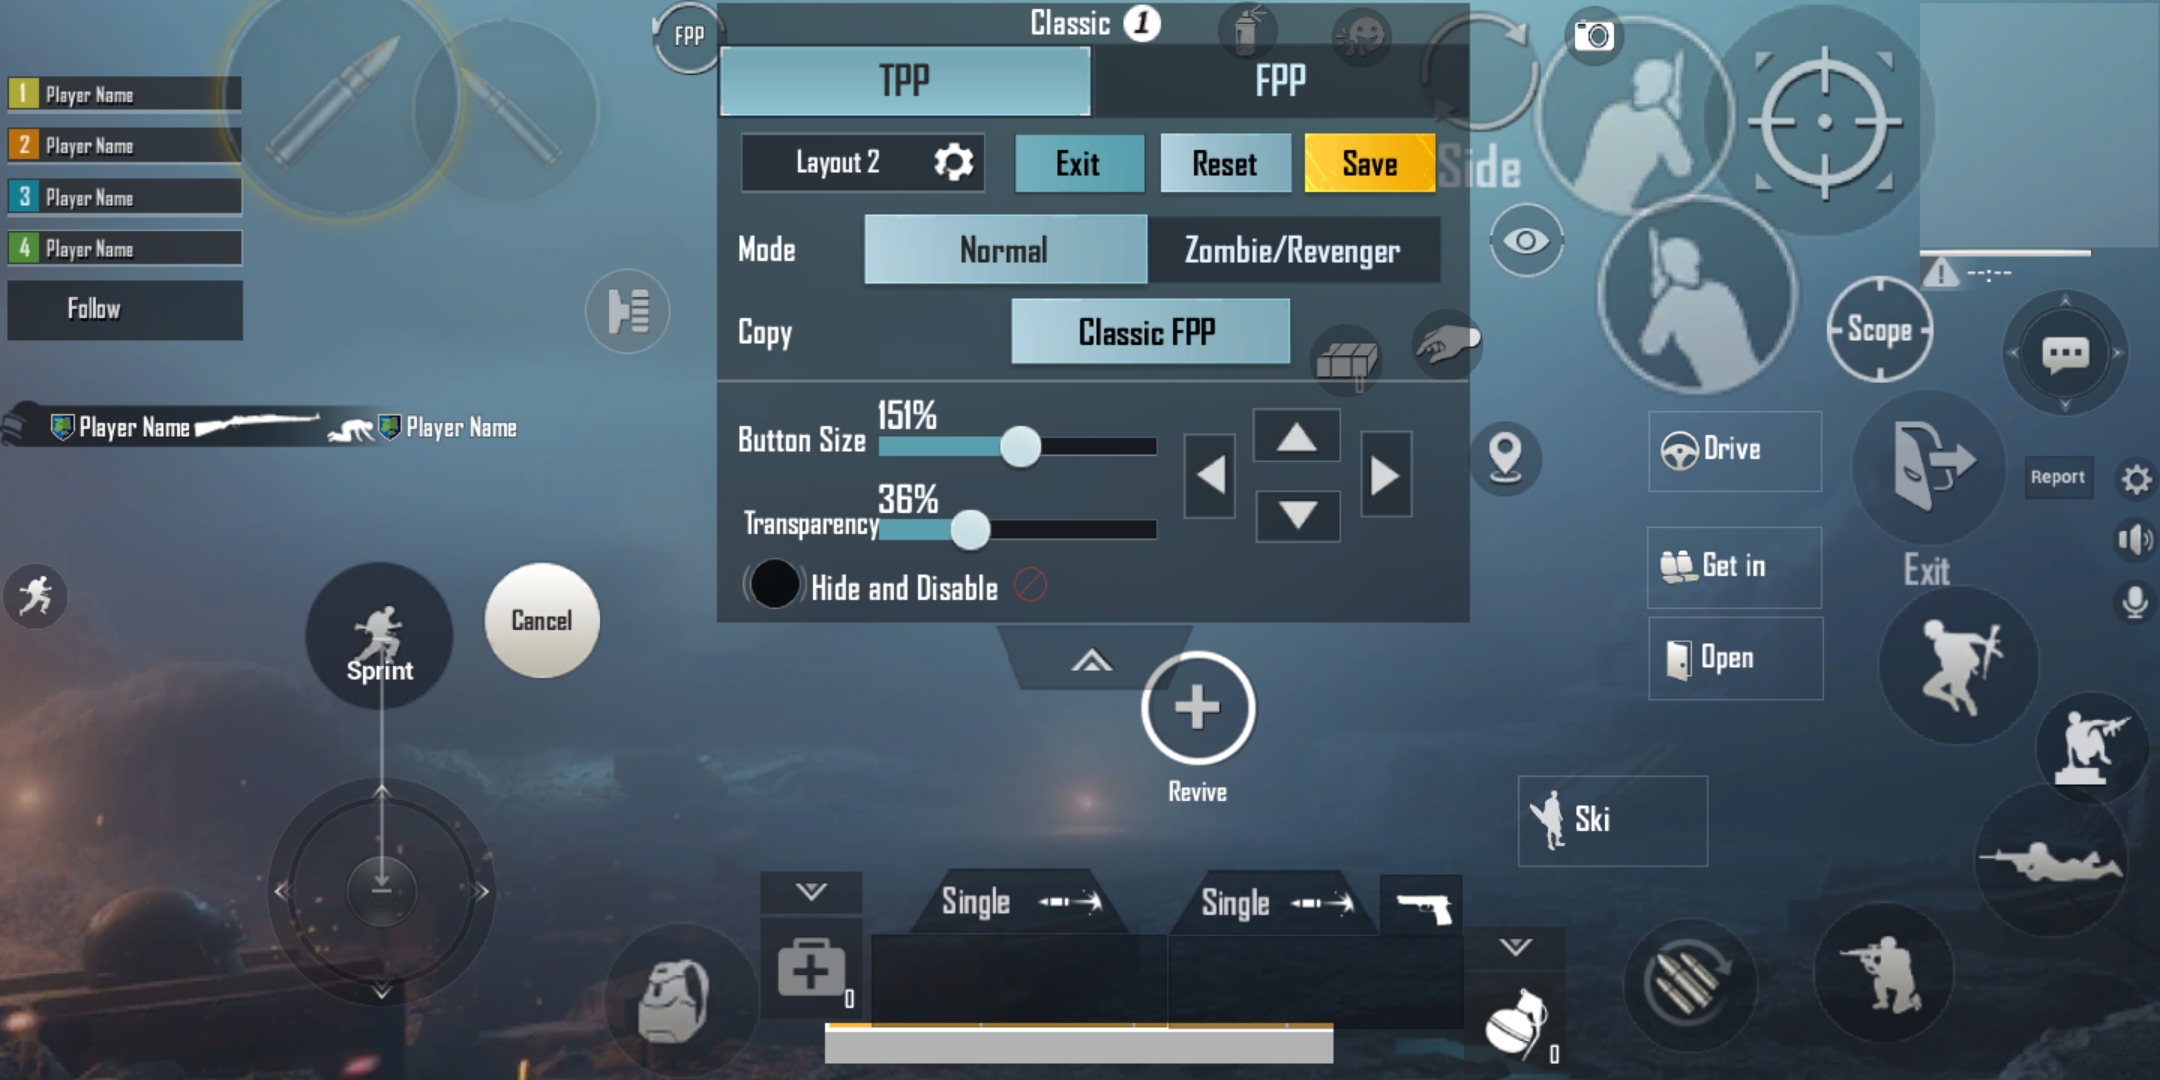 FPP
Classic 1
TPP
FPP
1 Player Name
2 Player Name
3 Player Name
4 Player Name
Follow
Layout 2
Exit
Reset
Save
Side
Mode
Normal
Zombie/Revenger
Copy
Classic FPP
0
--:--
Scope
Player Name
Player Name
Button Size
151%
Transparency
36%
Hide and Disable
Drive
Report
Get in
Exit
Open
Sprint
Cancel
Revive
Ski
Single
Single
0
0